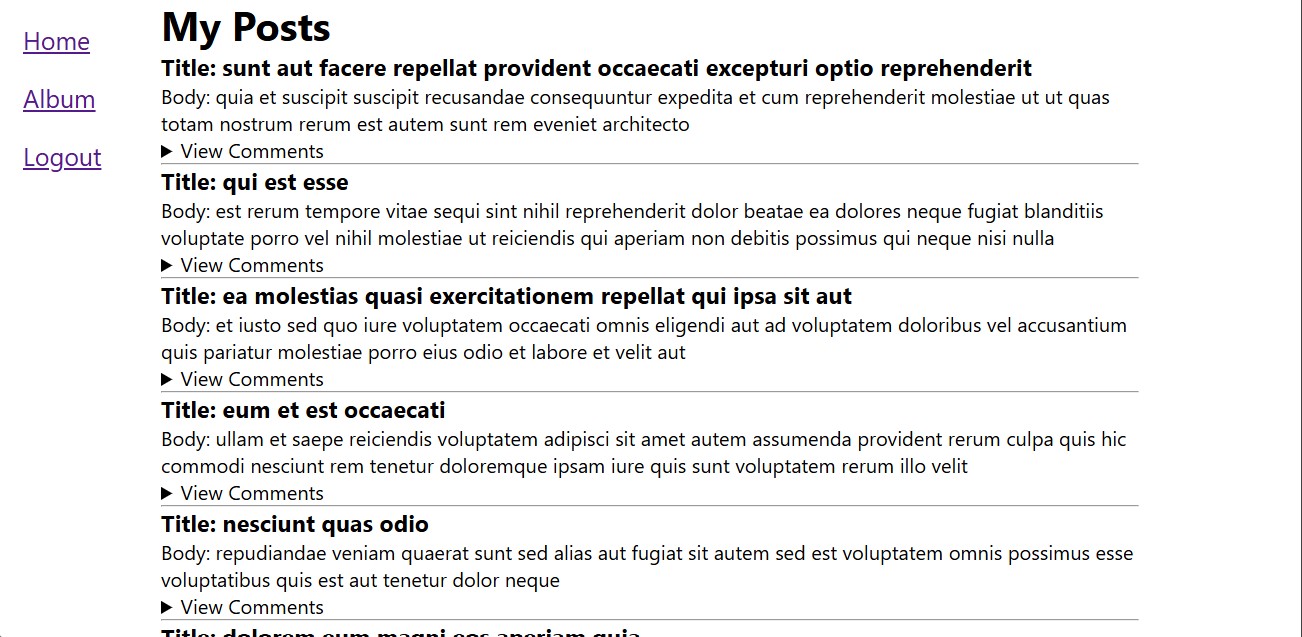 Home
Album
Logout
My Posts
Title: sunt aut facere repellat provident occaecati excepturi optio reprehenderit
Body: quia et suscipit suscipit recusandae consequuntur expedita et cum reprehenderit molestiae ut ut quas
totam nostrum rerum est autem sunt rem eveniet architecto
View Comments
Title: qui est esse
Body: est rerum tempore vitae sequi sint nihil reprehenderit dolor beatae ea dolores neque fugiat blanditiis
voluptate porro vel nihil molestiae ut reiciendis qui aperiam non debitis possimus qui neque nisi nulla
View Comments
Title: ea molestias quasi exercitationem repellat qui ipsa sit aut
Body: et iusto sed quo iure voluptatem occaecati omnis eligendi aut ad voluptatem doloribus vel accusantium
quis pariatur molestiae porro eius odio et labore et velit aut
View Comments
Title: eum et est occaecati
Body: ullam et saepe reiciendis voluptatem adipisci sit amet autem assumenda provident rerum culpa quis hic
commodi nesciunt rem tenetur doloremque ipsam iure quis sunt voluptatem rerum illo velit
View Comments
Title: nesciunt quas odio
Body: repudiandae veniam quaerat sunt sed alias aut fugiat sit autem sed est voluptatem omnis possimus esse
voluptatibus quis est aut tenetur dolor neque
View Comments
Title: dolorem eum magni eos aperiam quia